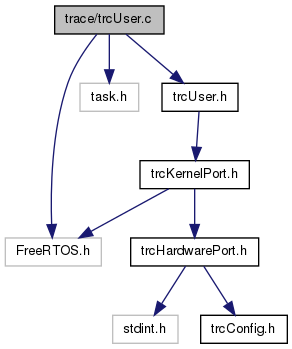 trace/trcUser.c
task.h
trcUser.h
trcKernelPort.h
FreeRTOS.h
trcHardwarePort.h
stdint.h
trcConfig.h